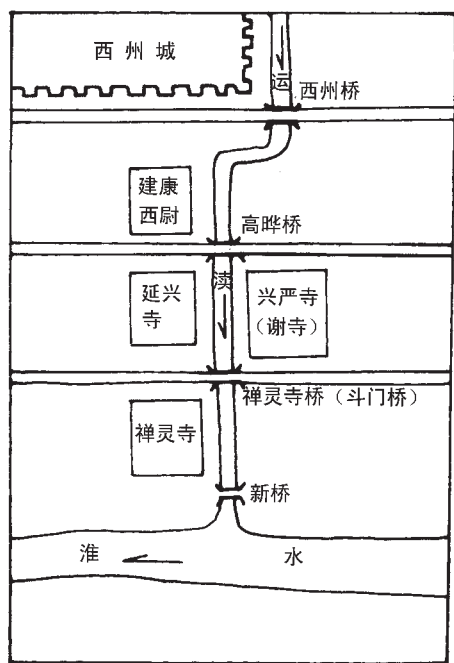 西州城
运
西州桥
建康
西尉
高晔桥
渎
延兴
寺
兴严寺
(谢寺)
禅灵寺桥(斗门桥)
禅灵寺
新桥
淮 水